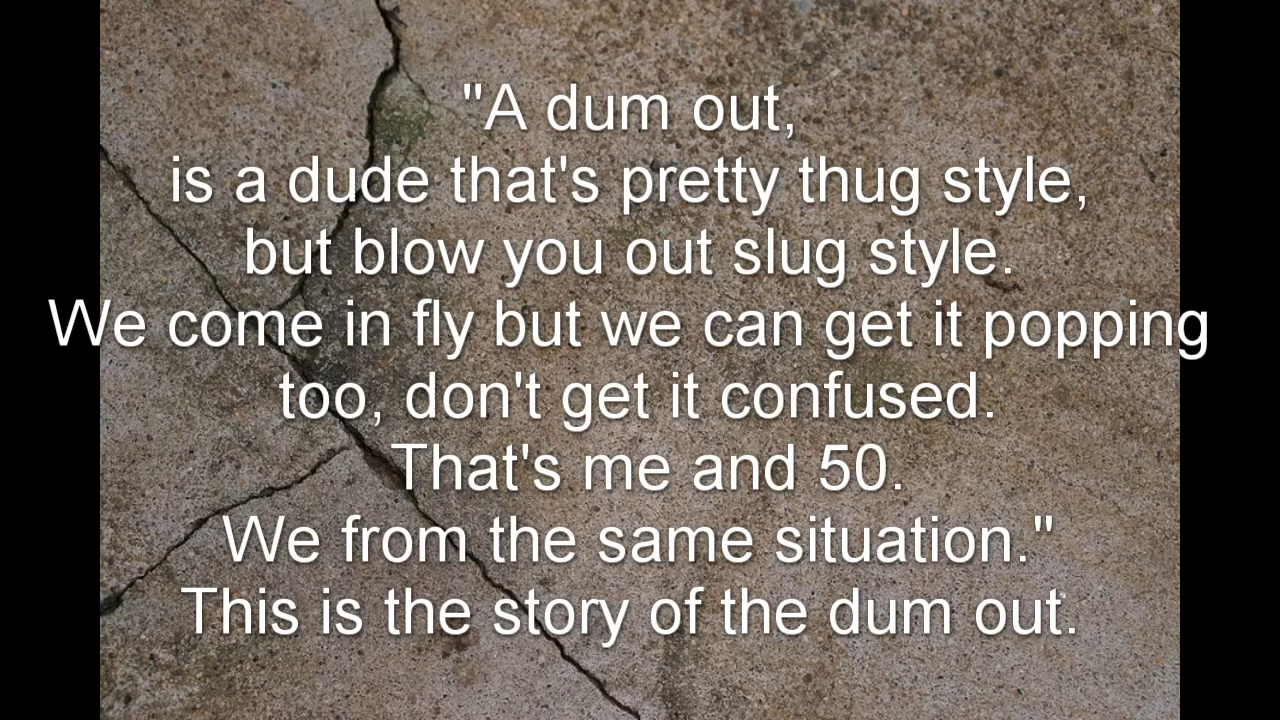 "A dum out,
is a dude that's pretty thug style,
but blow you out slug style.
We come in fly but we can get it popping
too, don't get it confused.
That's me and 50.
We from the same situation."
This is the story of the dum out.